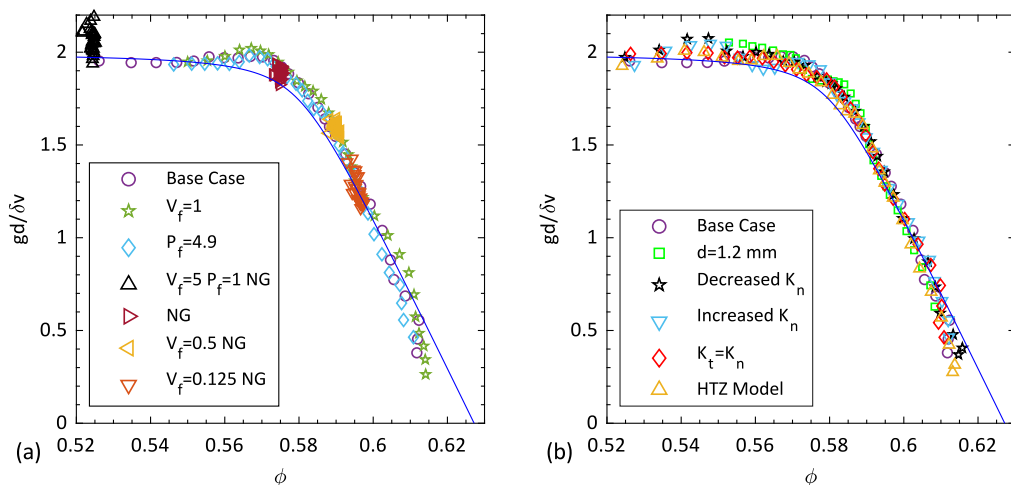 gd/δv
2
1.5
1
0.5
0
0.52 0.54 0.56 0.58 0.6 0.62
ϕ
(a)
Base Case
V_f=1
P_f=4.9
V_f=5 P_f=1 NG
NG
V_f=0.5 NG
V_f=0.125 NG
gd/δv
2
1.5
1
0.5
0
0.52 0.54 0.56 0.58 0.6 0.62
ϕ
(b)
Base Case
d=1.2 mm
Decreased K_n
Increased K_n
K_t=K_n
HTZ Model